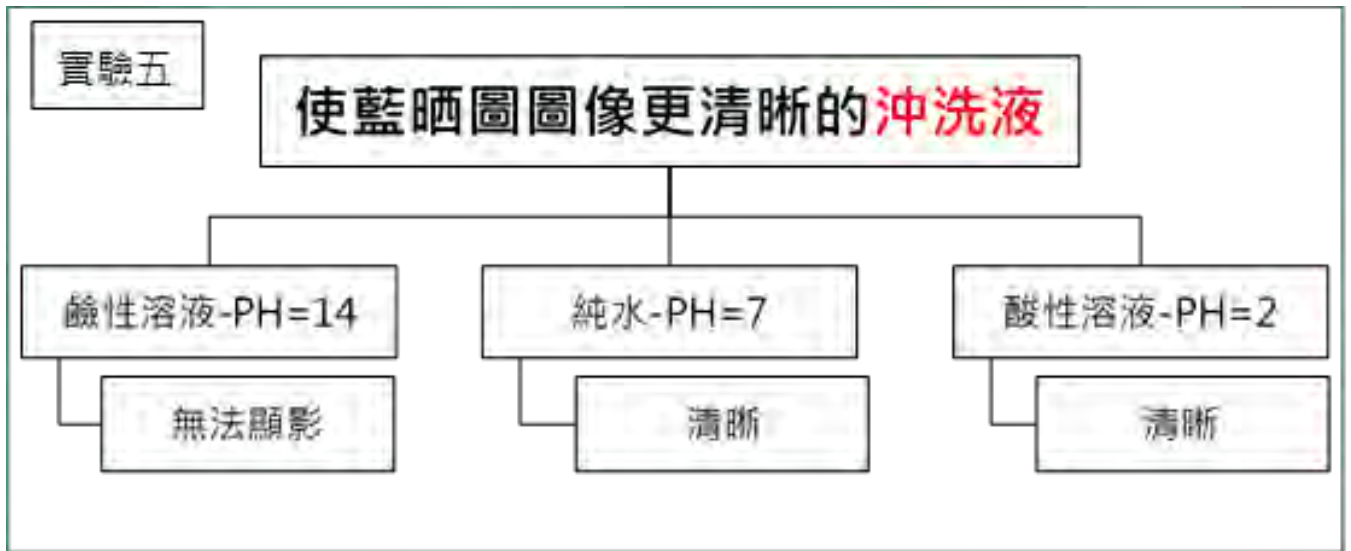 實驗五
使藍晒圖圖像更清晰的沖洗液
鹼性溶液-PH=14
無法顯影
純水-PH=7
清晰
酸性溶液-PH=2
清晰